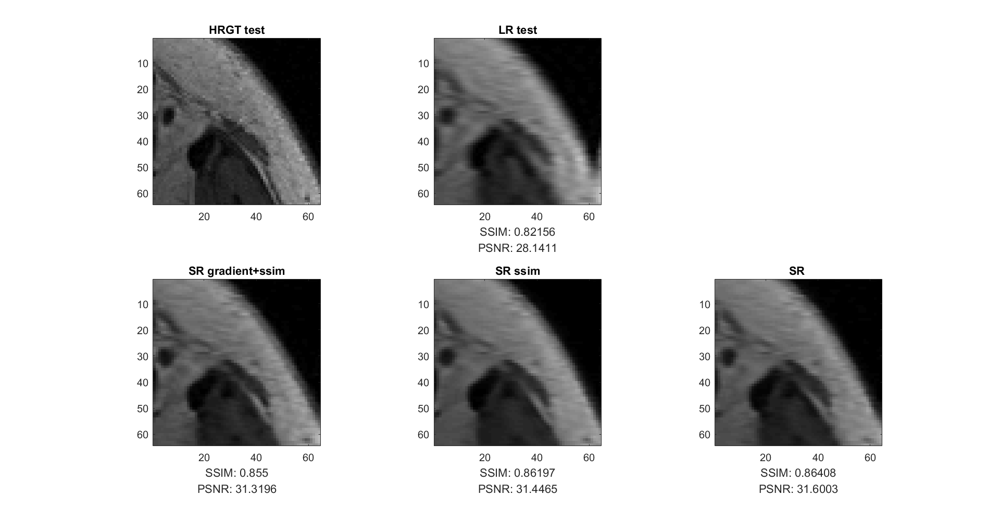 HRGT test
LR test
10
20
30
40
50
60
20 40 60
10
20
30
40
50
60
20 40 60
SSIM: 0.82156
PSNR: 28.1411
SR gradient+ssim
SR ssim
SR
10
20
30
40
50
60
20 40 60
SSIM: 0.855
PSNR: 31.3196
10
20
30
40
50
60
20 40 60
SSIM: 0.86197
PSNR: 31.4465
10
20
30
40
50
60
20 40 60
SSIM: 0.86408
PSNR: 31.6003